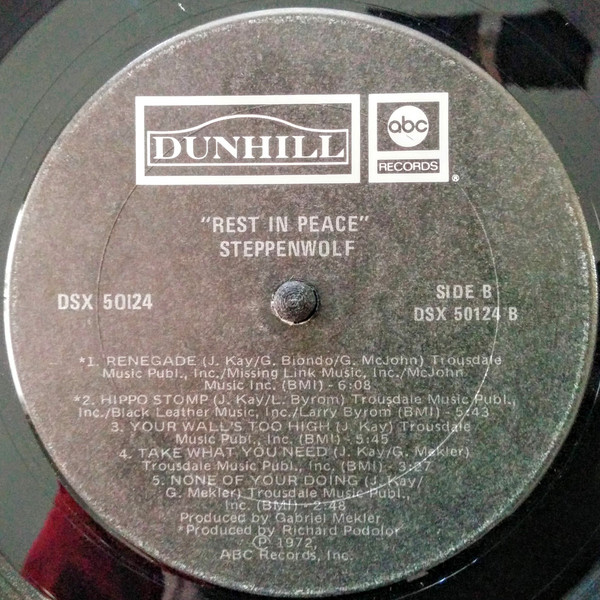 DUNHILL
abc
RECORDS
®
"REST IN PEACE"
STEPPENWOLF
DSX 50124
SIDE B
DSX 50124 B
*1. RENEGADE (J. Kay/G. Biondo/G. McJohn) Trousdale
Music Publ., Inc./Missing Link Music, Inc./McJohn
Music Inc. (BMI) - 6:08
*2. HIPPO STOMP (J. Kay/L. Byrom) Trousdale Music Publ.,
Inc./Black Leather Music, Inc./Larry Byrom (BMI) - 5:43
3. YOUR WALL'S TOO HIGH (J. Kay) Trousdale
Music Publ., Inc. (BMI) - 5:45
4. TAKE WHAT YOU NEED (J. Kay/G. Mekler)
Trousdale Music Publ., Inc. (BMI) - 3:27
5. NONE OF YOUR DOING (J. Kay/
G. Mekler) Trousdale Music Publ.,
Inc. (BMI) - 2:48
Produced by Gabriel Mekler
*Produced by Richard Podolor
Ⓟ 1972,
ABC Records, Inc.